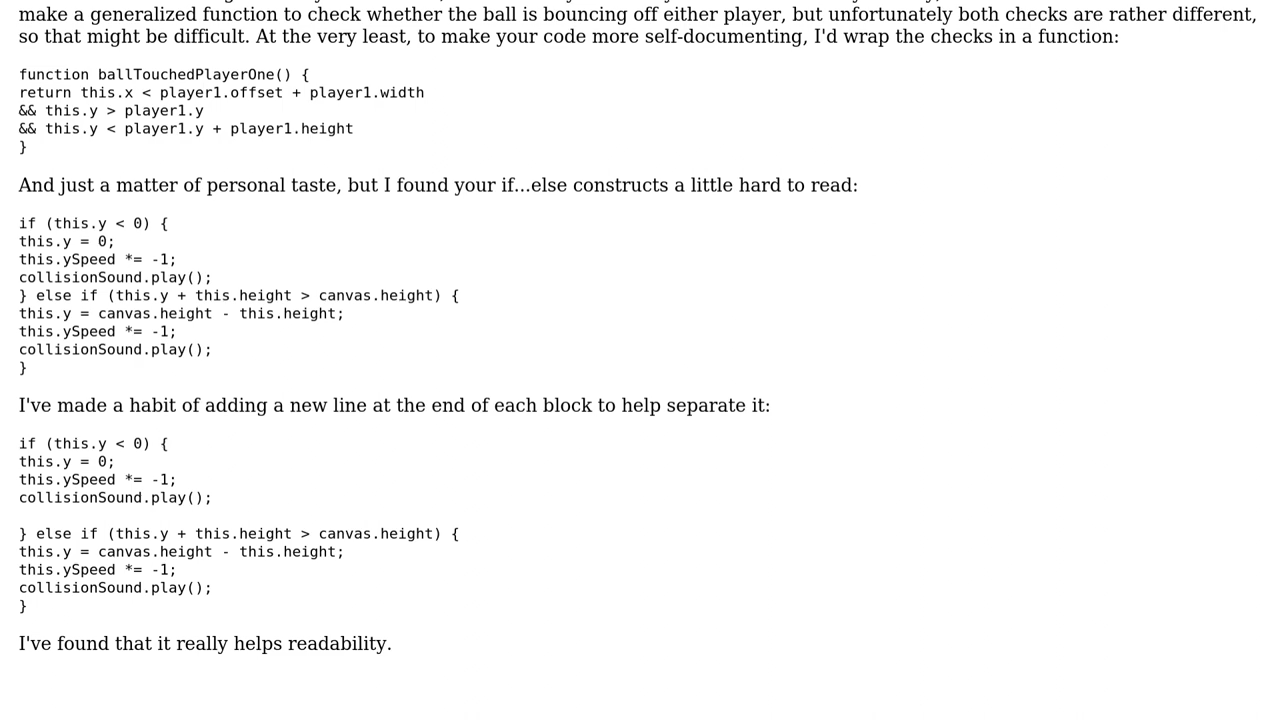 make a generalized function to check whether the ball is bouncing off either player, but unfortunately both checks are rather different,
so that might be difficult. At the very least, to make your code more self-documenting, I'd wrap the checks in a function:
function ballTouchedPlayerOne() {
return this.x < player1.offset + player1.width
&& this.y > player1.y
&& this.y < player1.y + player1.height
}
And just a matter of personal taste, but I found your if...else constructs a little hard to read:
if (this.y < 0) {
this.y = 0;
this.ySpeed *= -1;
collisionSound.play();
} else if (this.y + this.height > canvas.height) {
this.y = canvas.height - this.height;
this.ySpeed *= -1;
collisionSound.play();
}
I've made a habit of adding a new line at the end of each block to help separate it:
if (this.y < 0) {
this.y = 0;
this.ySpeed *= -1;
collisionSound.play();
} else if (this.y + this.height > canvas.height) {
this.y = canvas.height - this.height;
this.ySpeed *= -1;
collisionSound.play();
}
I've found that it really helps readability.